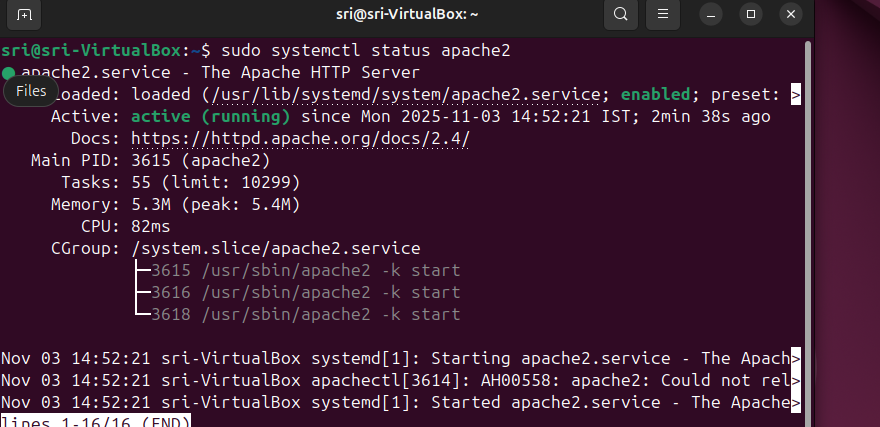 sri@sri-VirtualBox: ~
sri@sri-VirtualBox:~$ sudo systemctl status apache2
● apache2.service - The Apache HTTP Server
Files
Loaded: loaded (/usr/lib/systemd/system/apache2.service; enabled; preset: >
Active: active (running) since Mon 2025-11-03 14:52:21 IST; 2min 38s ago
Docs: https://httpd.apache.org/docs/2.4/
Main PID: 3615 (apache2)
Tasks: 55 (limit: 10299)
Memory: 5.3M (peak: 5.4M)
CPU: 82ms
CGroup: /system.slice/apache2.service
├─3615 /usr/sbin/apache2 -k start
├─3616 /usr/sbin/apache2 -k start
└─3618 /usr/sbin/apache2 -k start
Nov 03 14:52:21 sri-VirtualBox systemd[1]: Starting apache2.service - The Apach>
Nov 03 14:52:21 sri-VirtualBox apachectl[3614]: AH00558: apache2: Could not rel>
Nov 03 14:52:21 sri-VirtualBox systemd[1]: Started apache2.service - The Apache>
lines 1-16/16 (END)